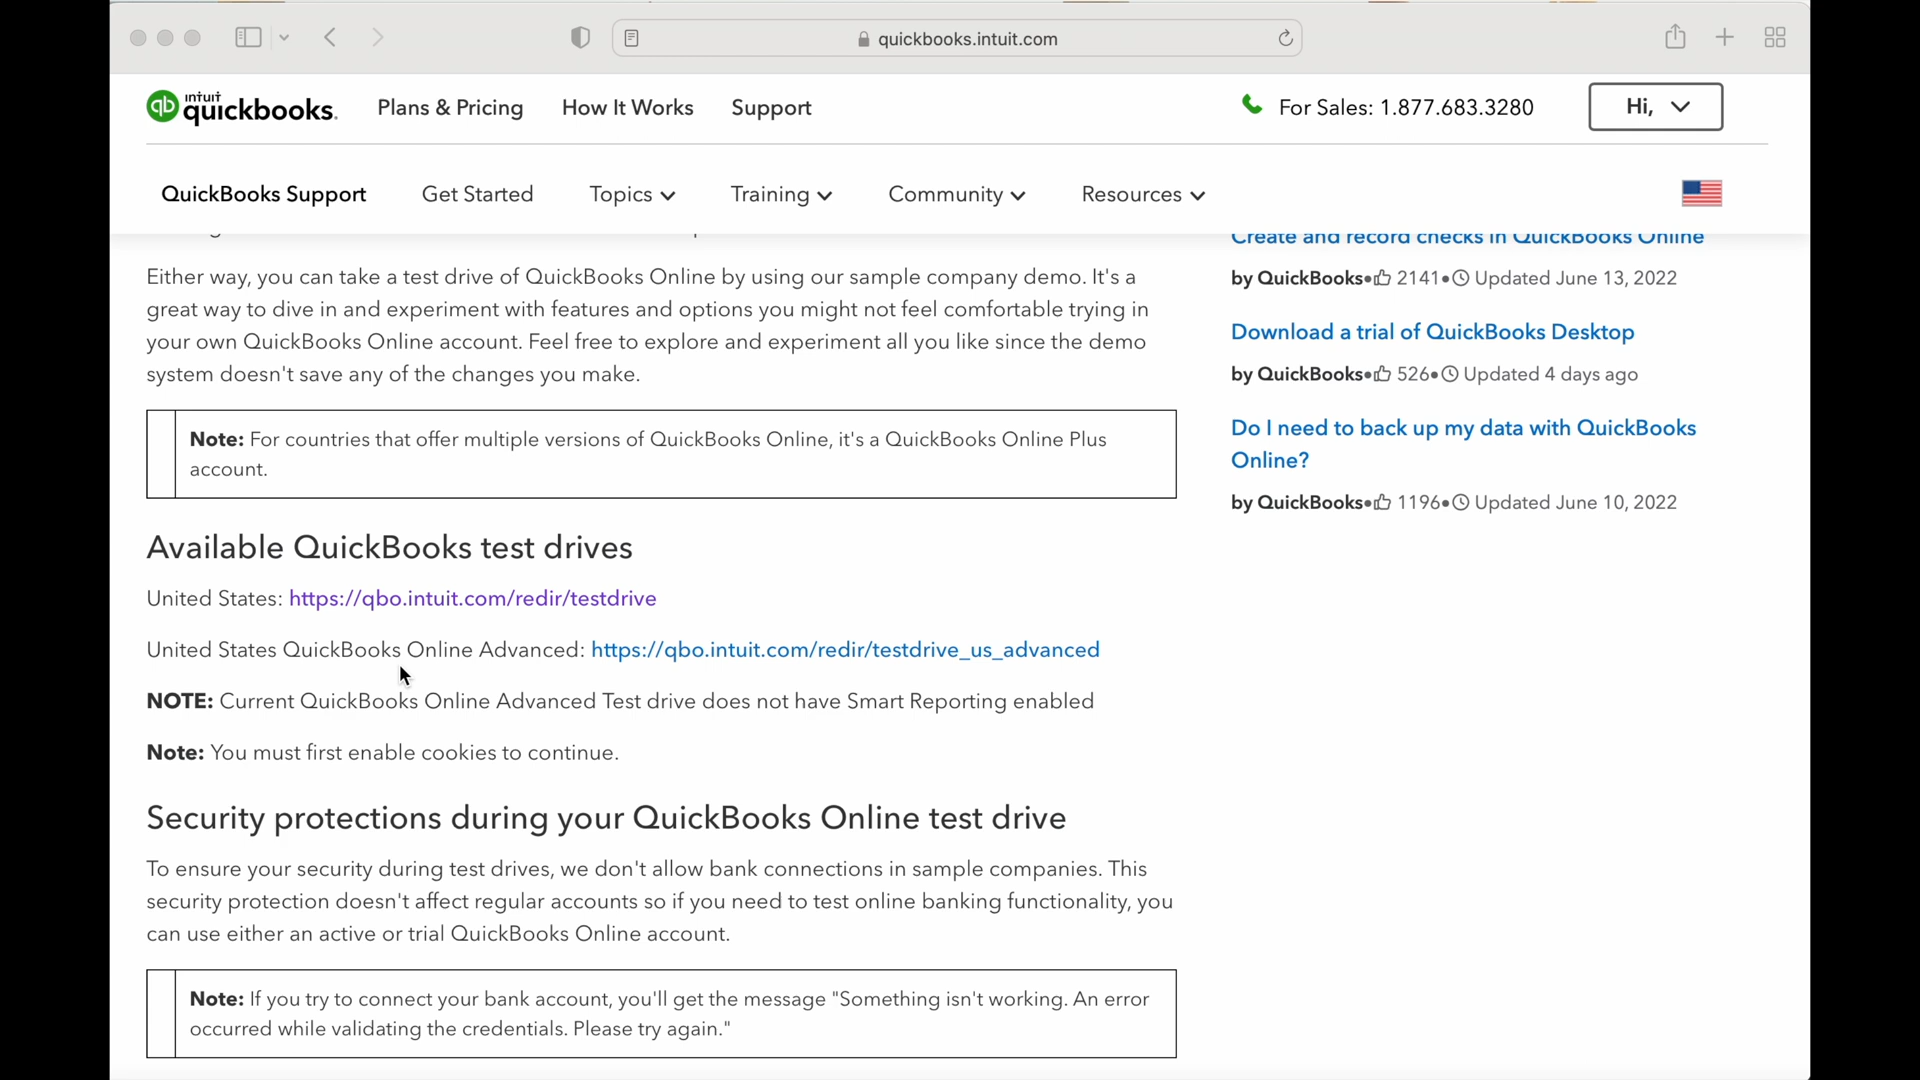 quickbooks.intuit.com
intuit
quickbooks.
Plans & Pricing
How It Works
Support
For Sales: 1.877.683.3280
Hi,
QuickBooks Support
Get Started
Topics
Training
Community
Resources
Either way, you can take a test drive of QuickBooks Online by using our sample company demo. It's a
great way to dive in and experiment with features and options you might not feel comfortable trying in
your own QuickBooks Online account. Feel free to explore and experiment all you like since the demo
system doesn't save any of the changes you make.
Note: For countries that offer multiple versions of QuickBooks Online, it's a QuickBooks Online Plus
account.
Available QuickBooks test drives
United States: https://qbo.intuit.com/redir/testdrive
United States QuickBooks Online Advanced: https://qbo.intuit.com/redir/testdrive_us_advanced
NOTE: Current QuickBooks Online Advanced Test drive does not have Smart Reporting enabled
Note: You must first enable cookies to continue.
Security protections during your QuickBooks Online test drive
To ensure your security during test drives, we don't allow bank connections in sample companies. This
security protection doesn't affect regular accounts so if you need to test online banking functionality, you
can use either an active or trial QuickBooks Online account.
Note: If you try to connect your bank account, you'll get the message "Something isn't working. An error
occurred while validating the credentials. Please try again."
Create and record checks in QuickBooks Online
by QuickBooks• 2141• Updated June 13, 2022
Download a trial of QuickBooks Desktop
by QuickBooks• 526• Updated 4 days ago
Do I need to back up my data with QuickBooks
Online?
by QuickBooks• 1196• Updated June 10, 2022